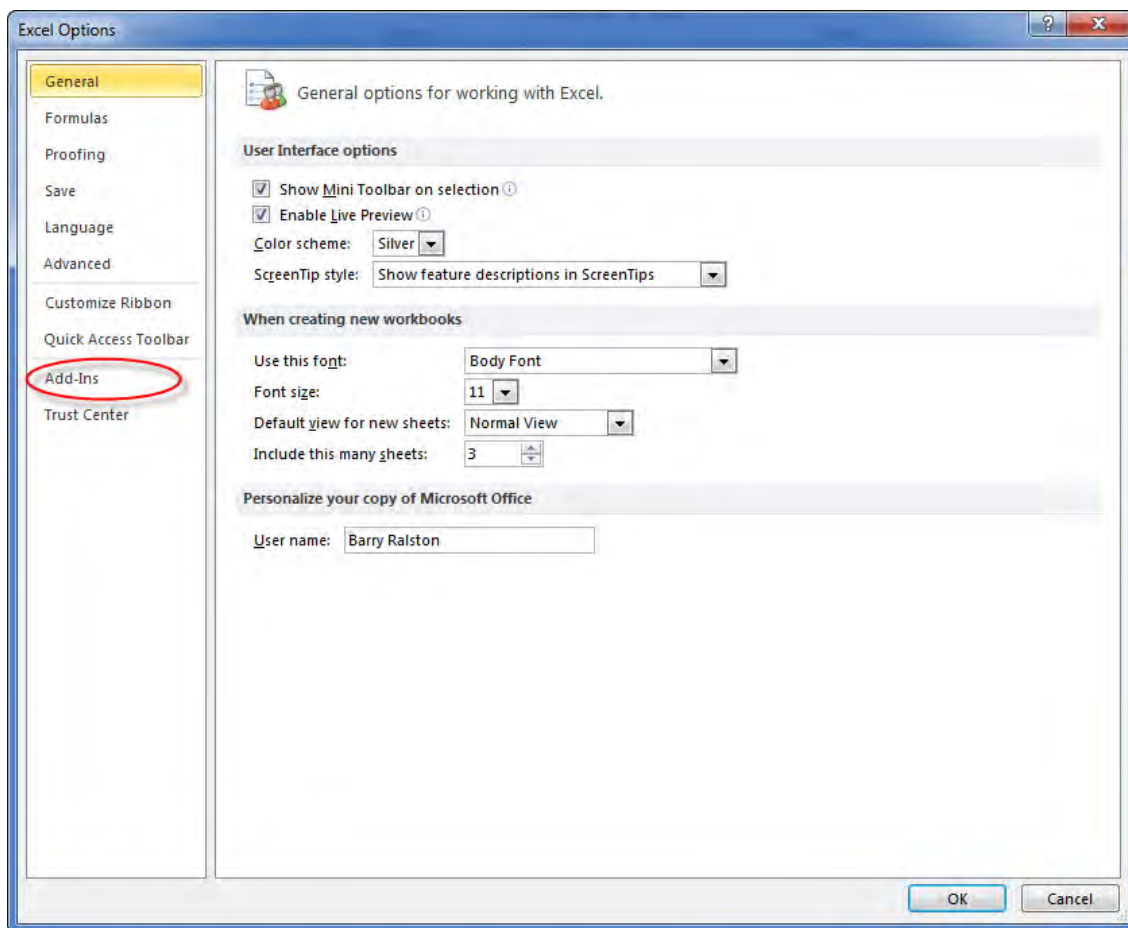 Excel Options
?
General
Formulas
Proofing
Save
Language
Advanced
Customize Ribbon
Quick Access Toolbar
Add-Ins
Trust Center
General options for working with Excel.
User Interface options
Show Mini Toolbar on selection
Enable Live Preview
Color scheme: Silver
ScreenTip style: Show feature descriptions in ScreenTips
When creating new workbooks
Use this font: Body Font
Font size: 11
Default view for new sheets: Normal View
Include this many sheets: 3
Personalize your copy of Microsoft Office
User name: Barry Ralston
OK Cancel